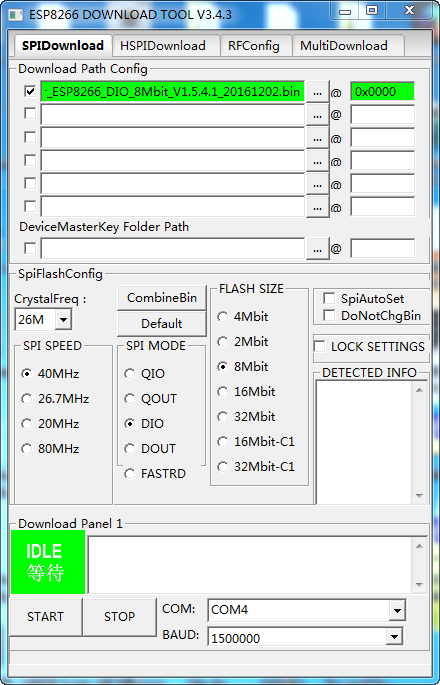 ESP8266 DOWNLOAD TOOL V3.4.3
SPIDownload HSPIDownload RFConfig MultiDownload
Download Path Config
_ESP8266_DIO_8Mbit_V1.5.4.1_20161202.bin ... @ 0x0000
... @
... @
... @
... @
... @
DeviceMasterKey Folder Path
... @
SpiFlashConfig
CrystalFreq :
26M
CombineBin
Default
SPI SPEED
40MHz
26.7MHz
20MHz
80MHz
SPI MODE
QIO
QOUT
DIO
DOUT
FASTRD
FLASH SIZE
4Mbit
2Mbit
8Mbit
16Mbit
32Mbit
16Mbit-C1
32Mbit-C1
SpiAutoSet
DoNotChgBin
LOCK SETTINGS
DETECTED INFO
Download Panel 1
IDLE
等待
START STOP
COM: COM4
BAUD: 1500000